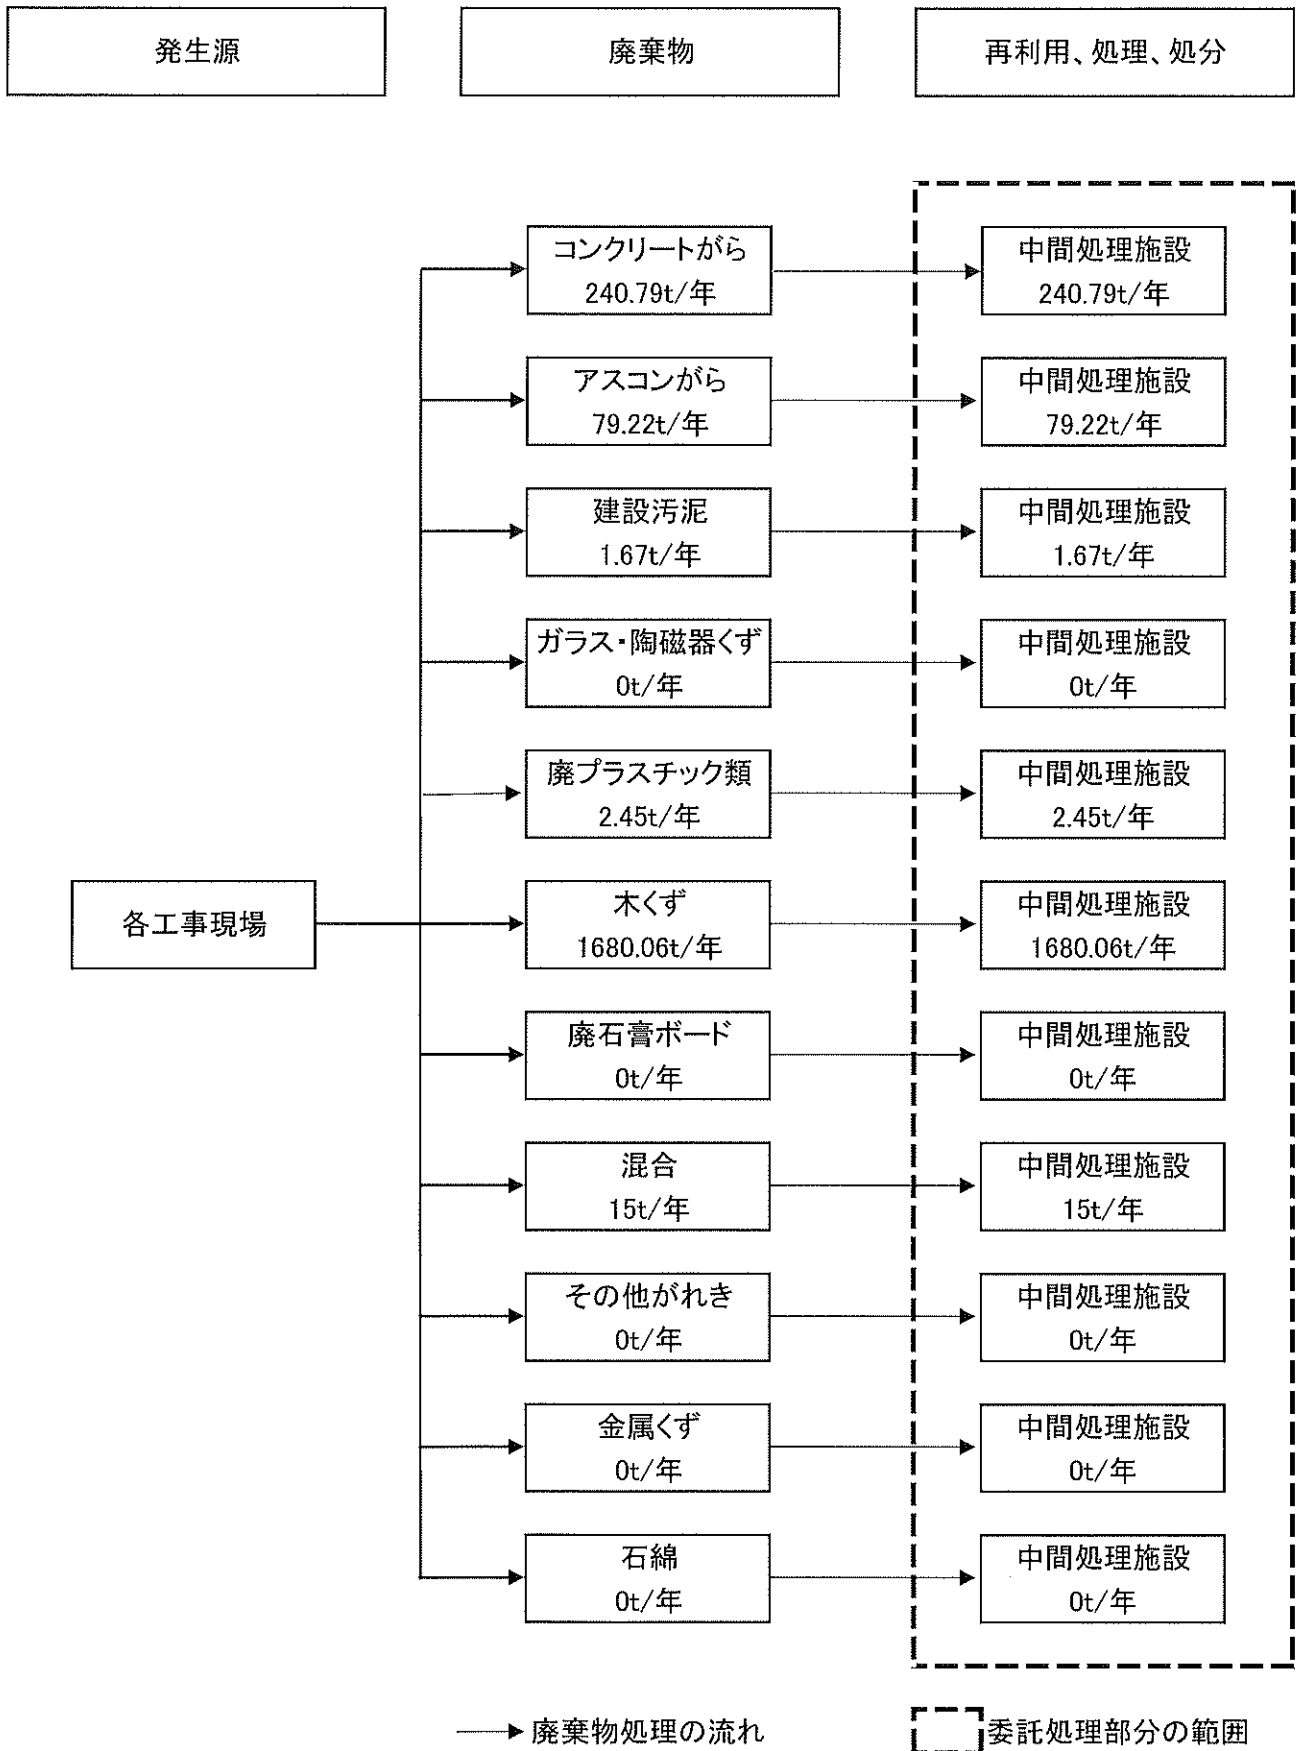 発生源
廃棄物
再利用、処理、処分
コンクリートがら
240.79t/年
中間処理施設
240.79t/年
アスコンがら
79.22t/年
中間処理施設
79.22t/年
建設汚泥
1.67t/年
中間処理施設
1.67t/年
ガラス・陶磁器くず
0t/年
中間処理施設
0t/年
廃プラスチック類
2.45t/年
中間処理施設
2.45t/年
各工事現場
木くず
1680.06t/年
中間処理施設
1680.06t/年
廃石膏ボード
0t/年
中間処理施設
0t/年
混合
15t/年
中間処理施設
15t/年
その他がれき
0t/年
中間処理施設
0t/年
金属くず
0t/年
中間処理施設
0t/年
石綿
0t/年
中間処理施設
0t/年
廃棄物処理の流れ
委託処理部分の範囲